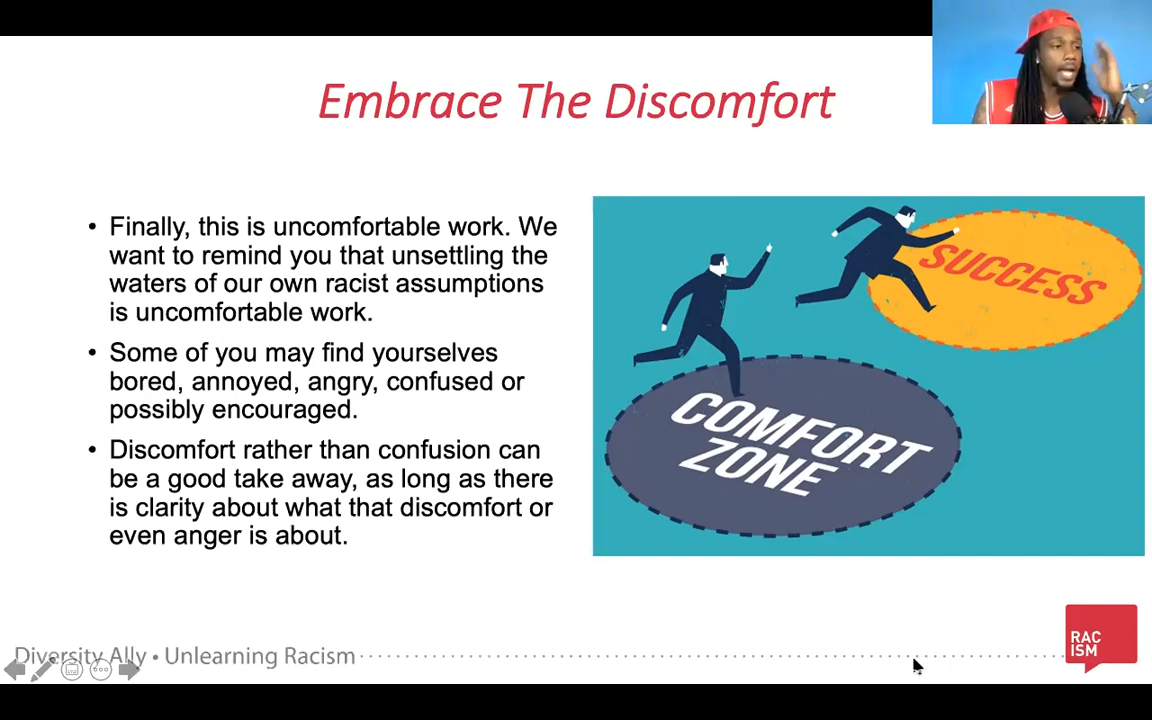 Embrace The Discomfort
• Finally, this is uncomfortable work. We
want to remind you that unsettling the
waters of our own racist assumptions
is uncomfortable work.
• Some of you may find yourselves
bored, annoyed, angry, confused or
possibly encouraged.
• Discomfort rather than confusion can
be a good take away, as long as there
is clarity about what that discomfort or
even anger is about.
SUCCESS
COMFORT
ZONE
Diversity Ally • Unlearning Racism
RAC
ISM